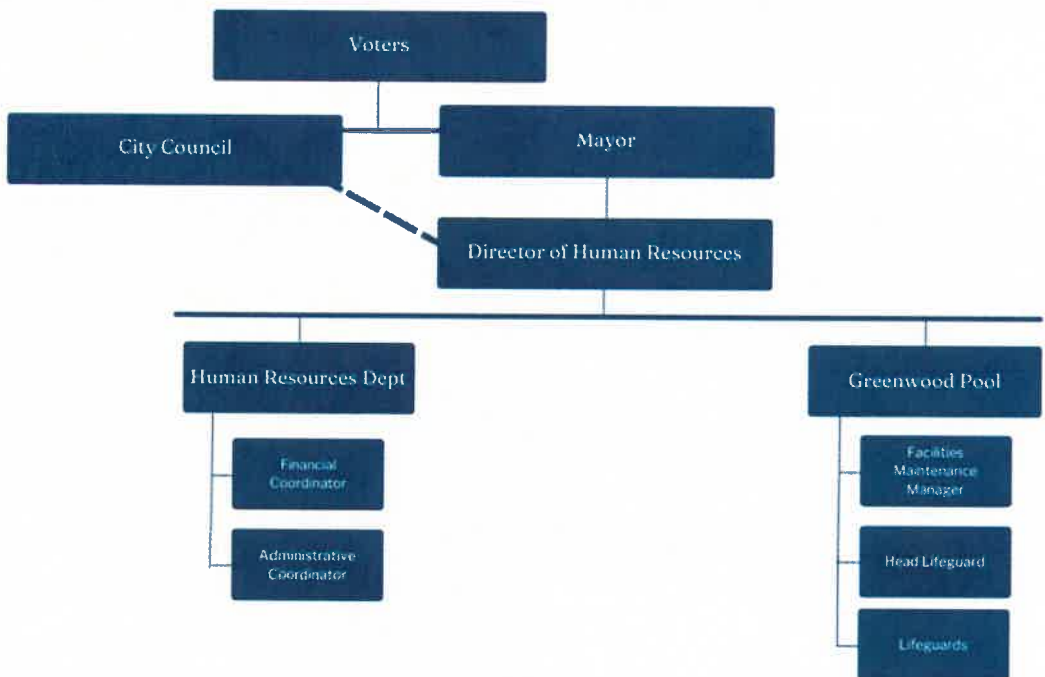 Voters
City Council
Mayor
Director of Human Resources
Human Resources Dept
Greenwood Pool
Financial
Coordinator
Facilities
Maintenance
Manager
Administrative
Coordinator
Head Lifeguard
Lifeguards